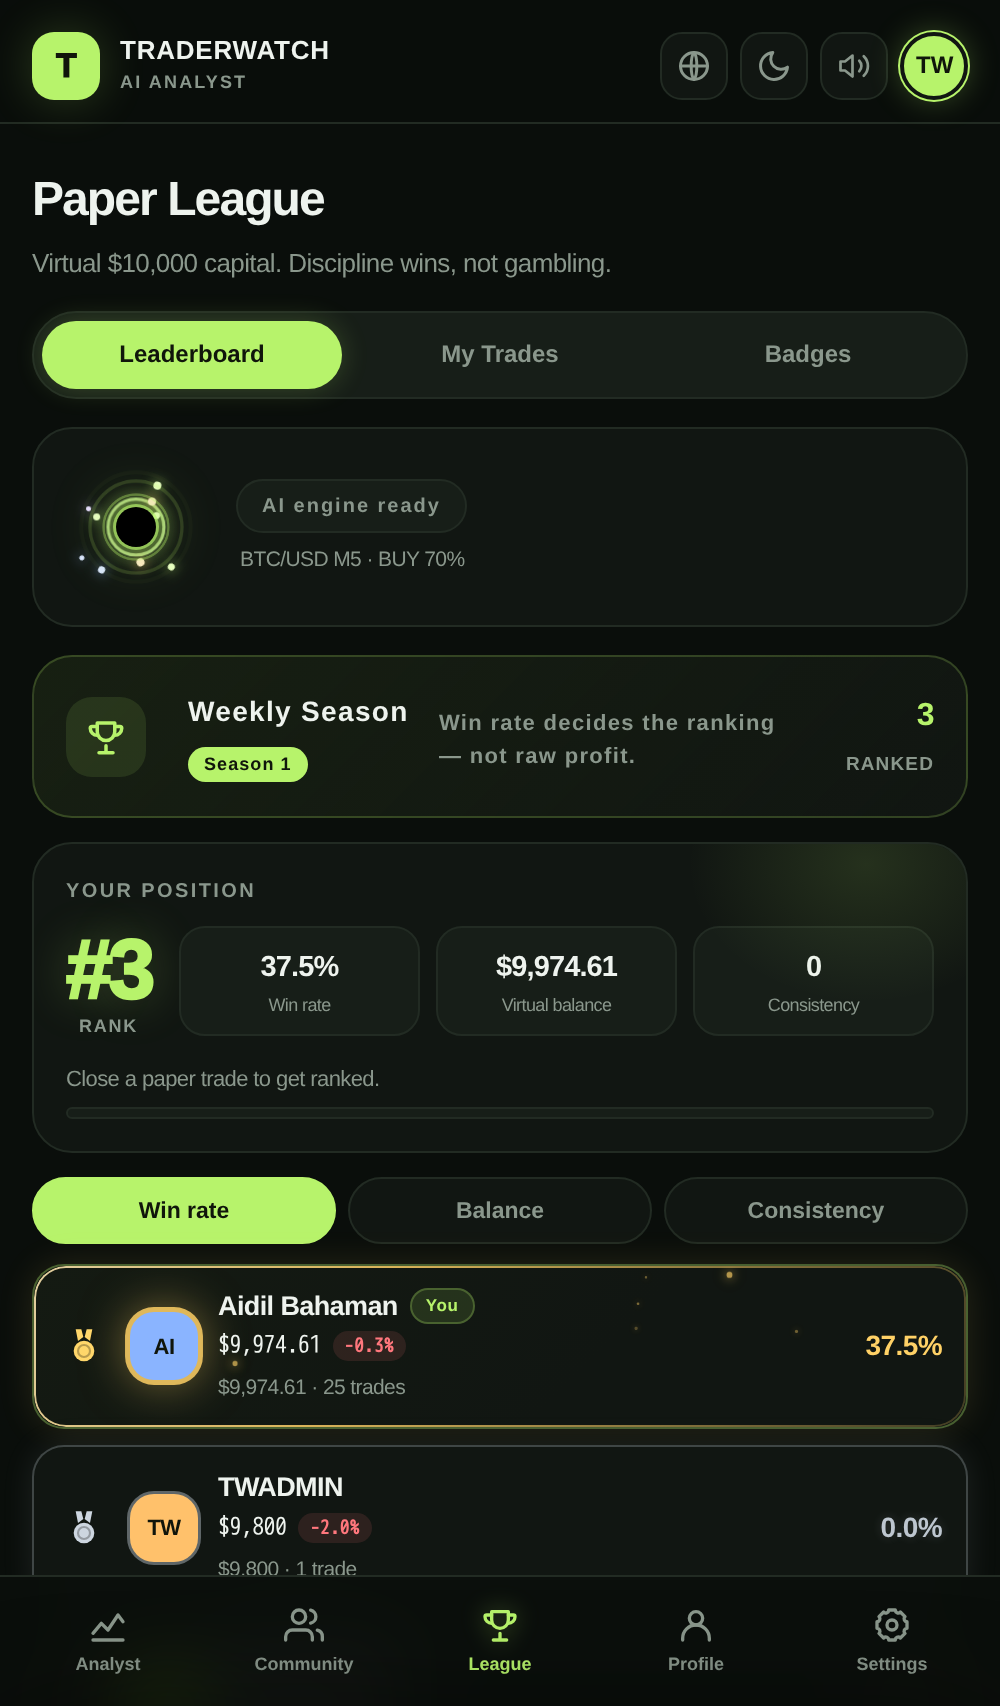 T
TRADERWATCH
AI ANALYST
TW
Paper League
Virtual $10,000 capital. Discipline wins, not gambling.
Leaderboard
My Trades
Badges
AI engine ready
BTC/USD M5 · BUY 70%
Weekly Season
Season 1
Win rate decides the ranking
— not raw profit.
3
RANKED
YOUR POSITION
#3
RANK
37.5%
Win rate
$9,974.61
Virtual balance
0
Consistency
Close a paper trade to get ranked.
Win rate
Balance
Consistency
AI
Aidil Bahaman
You
$9,974.61
-0.3%
$9,974.61 · 25 trades
37.5%
TW
TWADMIN
$9,800
-2.0%
$9,800 · 1 trade
0.0%
Analyst
Community
League
Profile
Settings